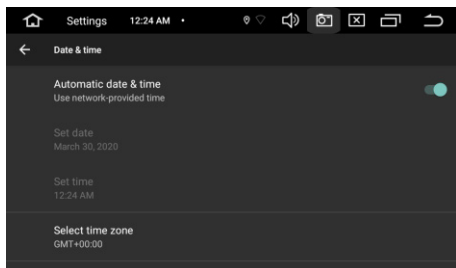 Settings 12:24 AM
Date & time
Automatic date & time
Use network-provided time
Set date
March 30, 2020
Set time
12:24 AM
Select time zone
GMT+00:00